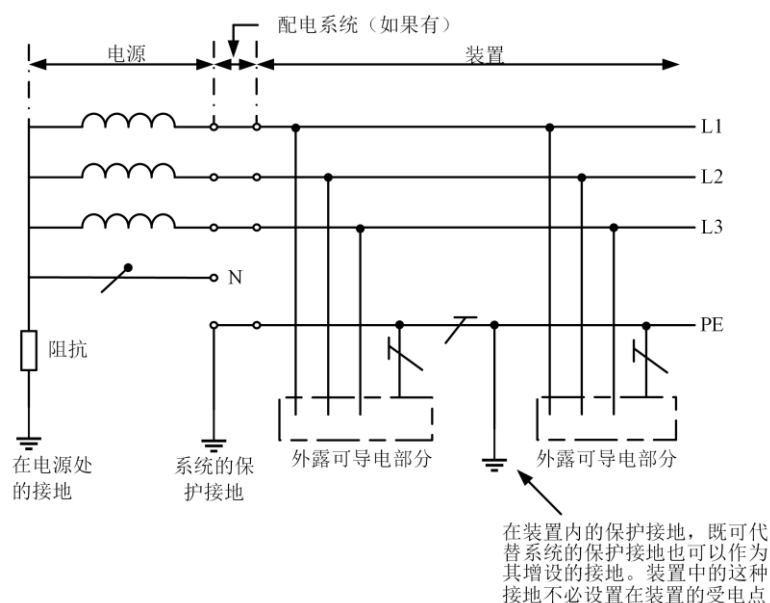 配电系统（如果有）
电源
装置
L1
L2
L3
N
PE
阻抗
在电源处
的接地
系统的保
护接地
外露可导电部分
外露可导电部分
在装置内的保护接地，既可代
替系统的保护接地也可以作为
其增设的接地。装置中的这种
接地不必设置在装置的受电点